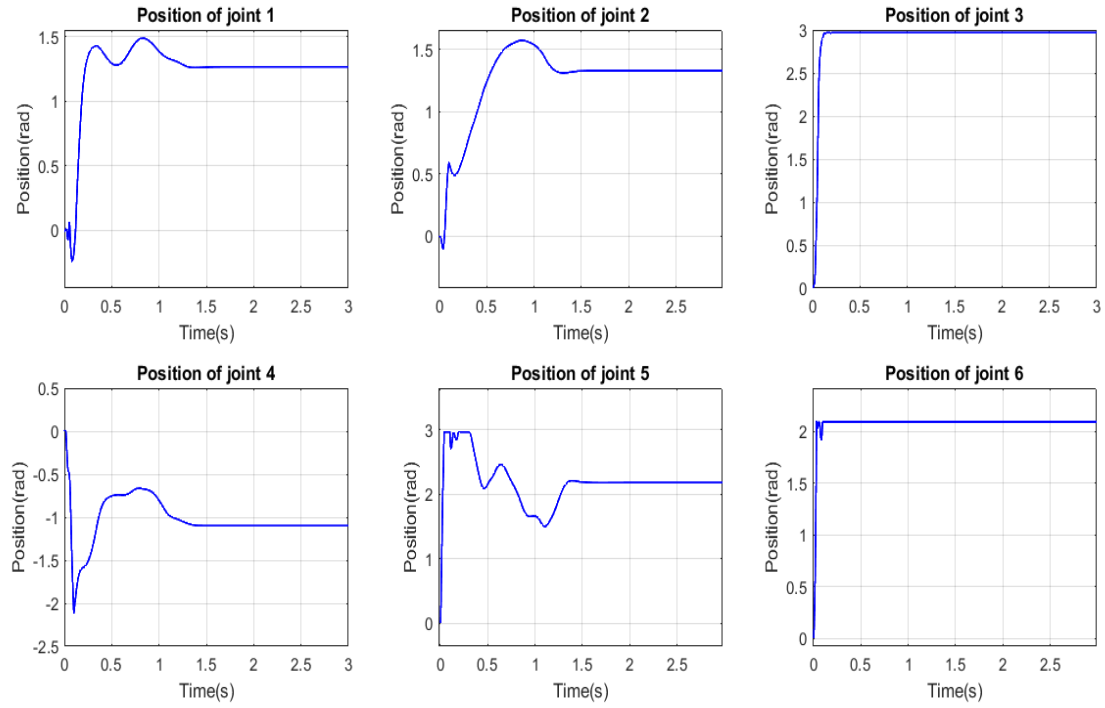 Position of joint 1
1.5
1
0.5
0
Position(rad)
0 0.5 1 1.5 2 2.5 3
Time(s)
Position of joint 2
1.5
1
0.5
0
Position(rad)
0 0.5 1 1.5 2 2.5
Time(s)
Position of joint 3
3
2.5
2
1.5
1
0.5
0
Position(rad)
0 0.5 1 1.5 2 2.5 3
Time(s)
Position of joint 4
0.5
0
-0.5
-1
-1.5
-2
-2.5
Position(rad)
0 0.5 1 1.5 2 2.5 3
Time(s)
Position of joint 5
3
2
1
0
Position(rad)
0 0.5 1 1.5 2 2.5
Time(s)
Position of joint 6
2
1.5
1
0.5
0
Position(rad)
0 0.5 1 1.5 2 2.5
Time(s)